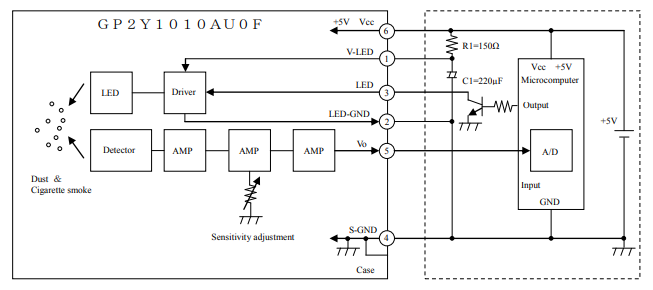 GP2Y1010AU0F
+5V Vcc
6
V-LED
1
R1=150Ω
LED
3
C1=220μF
Vcc +5V
Microcomputer
LED
Driver
Output
LED-GND
2
+5V
Detector
AMP
AMP
AMP
Vo
5
A/D
Dust &
Cigarette smoke
Input
GND
Sensitivity adjustment
S-GND
4
Case